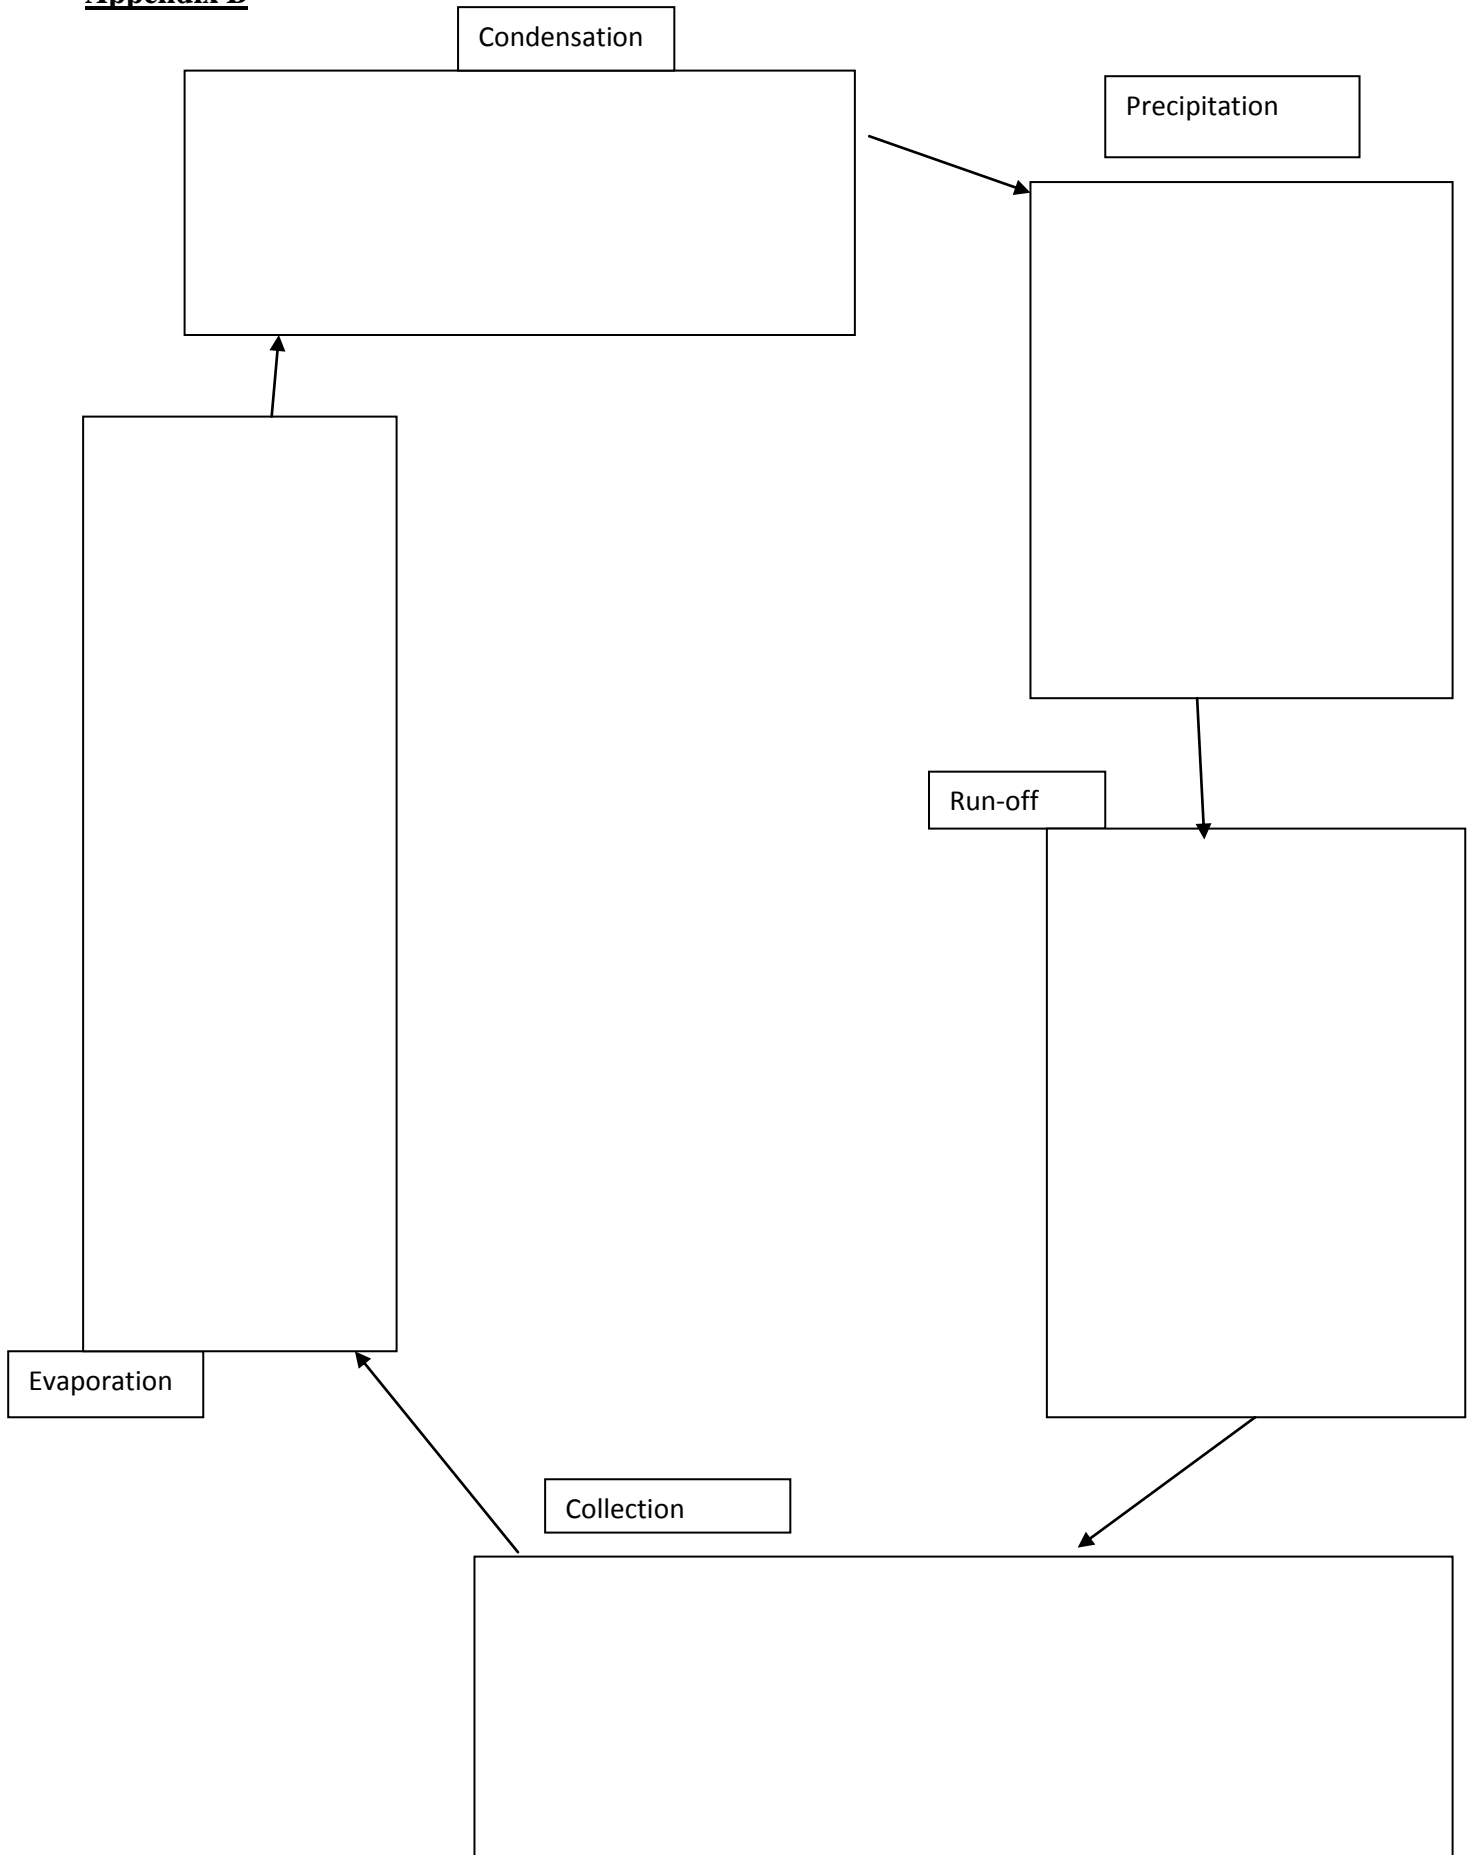 Appendix D
Condensation
Precipitation
Run-off
Evaporation
Collection